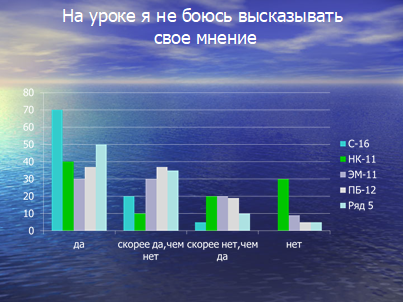 На уроке я не боюсь высказывать
свое мнение
80
70
60
50
40
30
20
10
0
да
скорее да,чем
нет
скорее нет,чем
да
нет
С-16
НК-11
ЭМ-11
ПБ-12
Ряд 5